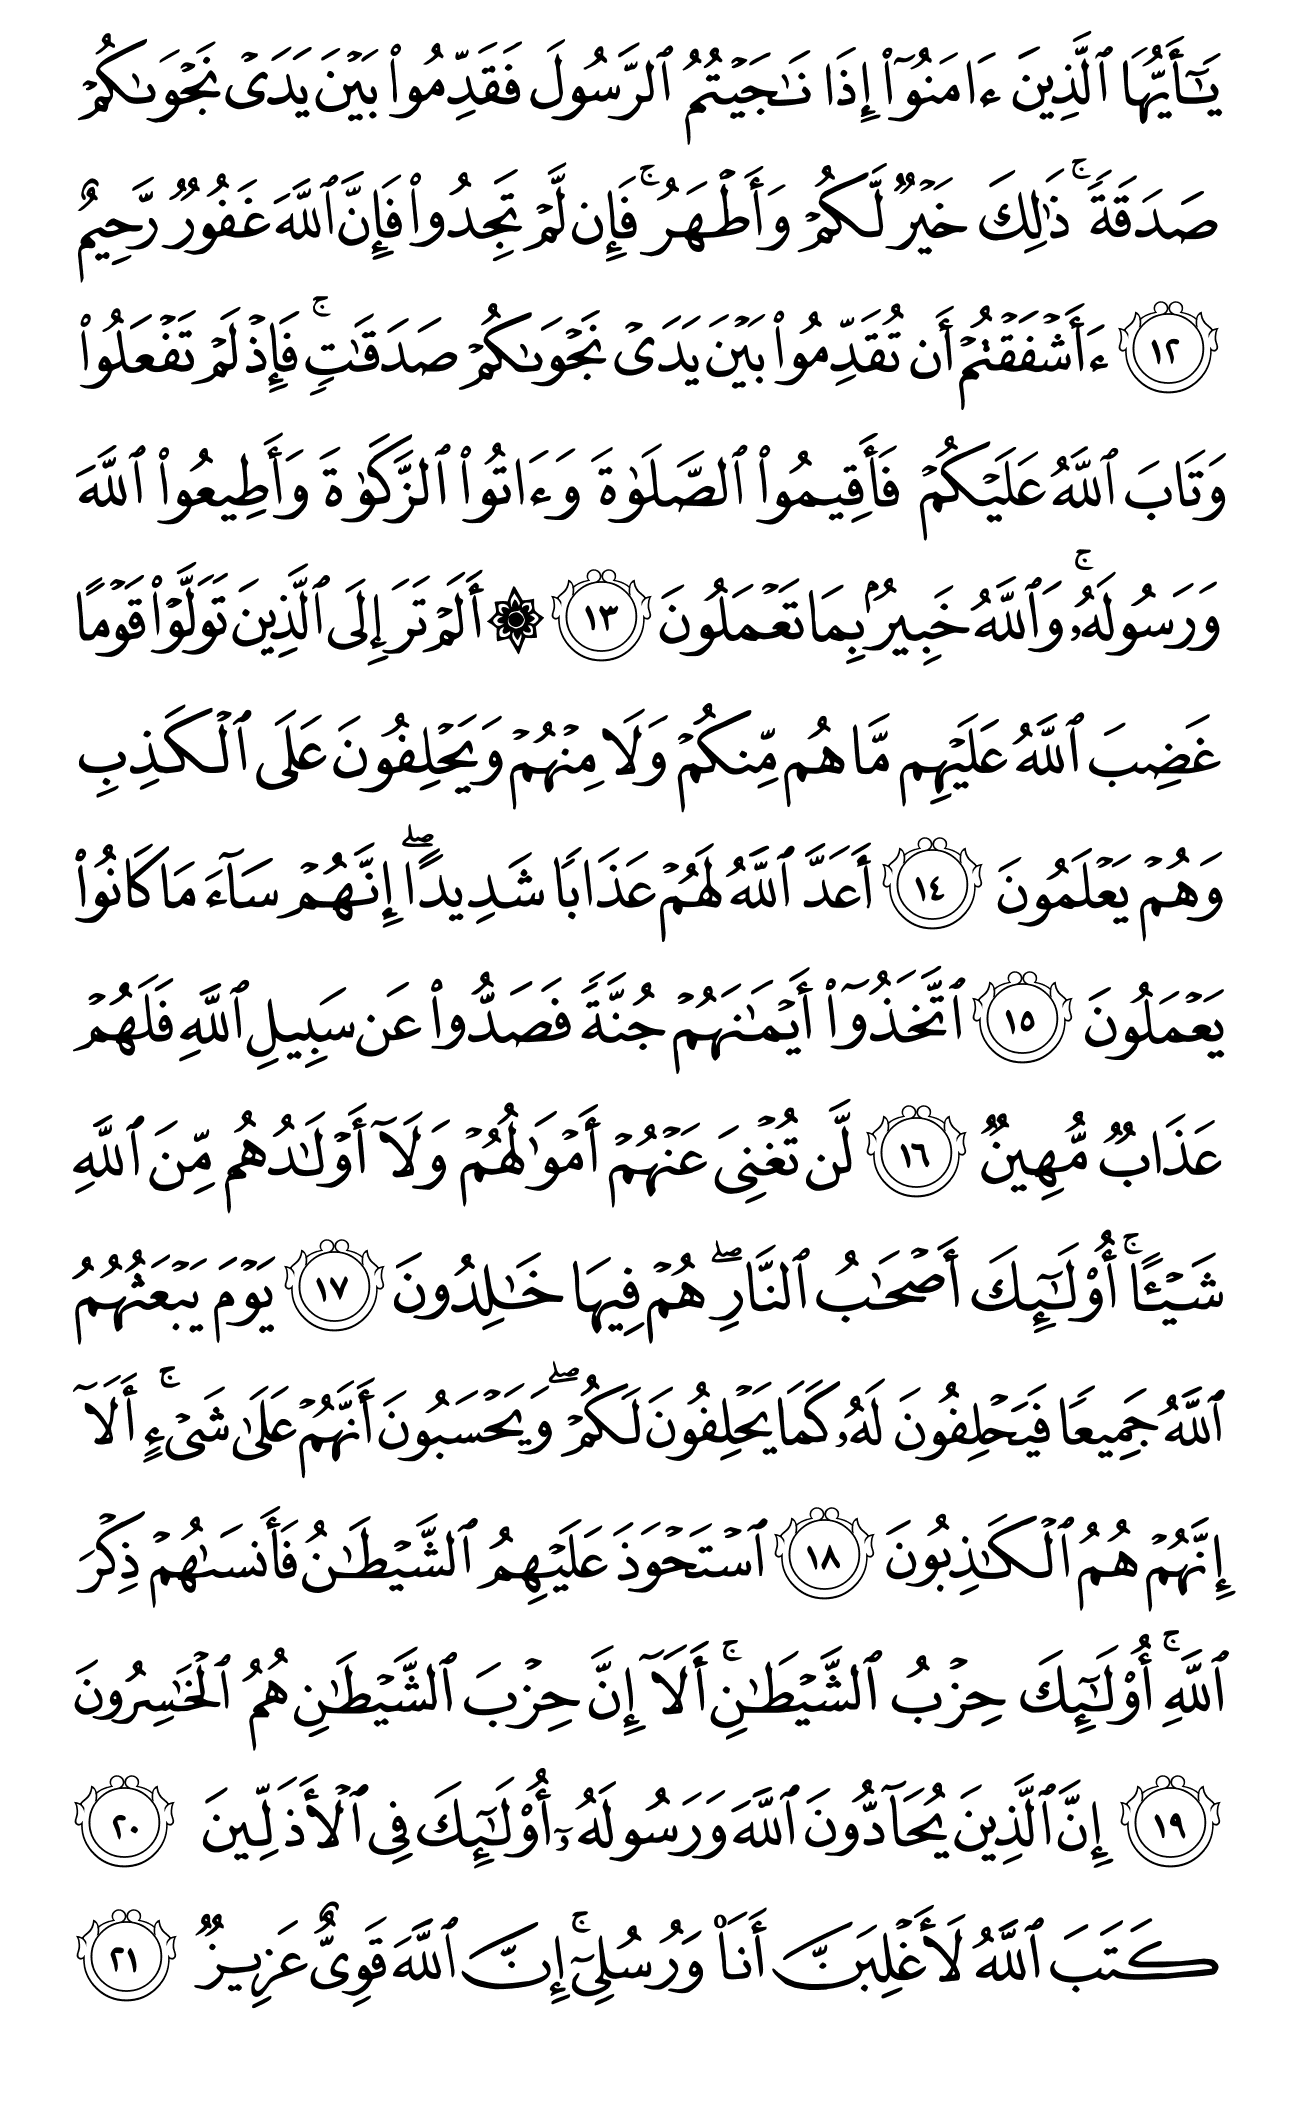 يَٰٓأَيُّهَا ٱلَّذِينَ ءَامَنُوٓا۟ إِذَا نَٰجَيْتُمُ ٱلرَّسُولَ فَقَدِّمُوا۟ بَيْنَ يَدَىْ نَجْوَىٰكُمْ
صَدَقَةً ۚ ذَٰلِكَ خَيْرٌ لَّكُمْ وَأَطْهَرُ ۚ فَإِن لَّمْ تَجِدُوا۟ فَإِنَّ ٱللَّهَ غَفُورٌ رَّحِيمٌ
١٢ ءَأَشْفَقْتُمْ أَن تُقَدِّمُوا۟ بَيْنَ يَدَىْ نَجْوَىٰكُمْ صَدَقَٰتٍ ۚ فَإِذْ لَمْ تَفْعَلُوا۟
وَتَابَ ٱللَّهُ عَلَيْكُمْ فَأَقِيمُوا۟ ٱلصَّلَوٰةَ وَءَاتُوا۟ ٱلزَّكَوٰةَ وَأَطِيعُوا۟ ٱللَّهَ
وَرَسُولَهُۥ ۚ وَٱللَّهُ خَبِيرٌۢ بِمَا تَعْمَلُونَ ١٣ ۞ أَلَمْ تَرَ إِلَى ٱلَّذِينَ تَوَلَّوْا۟ قَوْمًا
غَضِبَ ٱللَّهُ عَلَيْهِم مَّا هُم مِّنكُمْ وَلَا مِنْهُمْ وَيَحْلِفُونَ عَلَى ٱلْكَذِبِ
وَهُمْ يَعْلَمُونَ ١٤ أَعَدَّ ٱللَّهُ لَهُمْ عَذَابًا شَدِيدًا ۖ إِنَّهُمْ سَآءَ مَا كَانُوا۟
يَعْمَلُونَ ١٥ ٱتَّخَذُوٓا۟ أَيْمَٰنَهُمْ جُنَّةً فَصَدُّوا۟ عَن سَبِيلِ ٱللَّهِ فَلَهُمْ
عَذَابٌ مُّهِينٌ ١٦ لَّن تُغْنِىَ عَنْهُمْ أَمْوَٰلُهُمْ وَلَآ أَوْلَٰدُهُم مِّنَ ٱللَّهِ
شَيْـًٔا ۚ أُو۟لَٰٓئِكَ أَصْحَٰبُ ٱلنَّارِ ۖ هُمْ فِيهَا خَٰلِدُونَ ١٧ يَوْمَ يَبْعَثُهُمُ
ٱللَّهُ جَمِيعًا فَيَحْلِفُونَ لَهُۥ كَمَا يَحْلِفُونَ لَكُمْ ۖ وَيَحْسَبُونَ أَنَّهُمْ عَلَىٰ شَىْءٍ ۚ أَلَآ
إِنَّهُمْ هُمُ ٱلْكَٰذِبُونَ ١٨ ٱسْتَحْوَذَ عَلَيْهِمُ ٱلشَّيْطَٰنُ فَأَنسَىٰهُمْ ذِكْرَ
ٱللَّهِ ۚ أُو۟لَٰٓئِكَ حِزْبُ ٱلشَّيْطَٰنِ ۚ أَلَآ إِنَّ حِزْبَ ٱلشَّيْطَٰنِ هُمُ ٱلْخَٰسِرُونَ
١٩ إِنَّ ٱلَّذِينَ يُحَآدُّونَ ٱللَّهَ وَرَسُولَهُۥٓ أُو۟لَٰٓئِكَ فِى ٱلْأَذَلِّينَ ٢٠
كَتَبَ ٱللَّهُ لَأَغْلِبَنَّ أَنَا۠ وَرُسُلِىٓ ۚ إِنَّ ٱللَّهَ قَوِىٌّ عَزِيزٌ ٢١